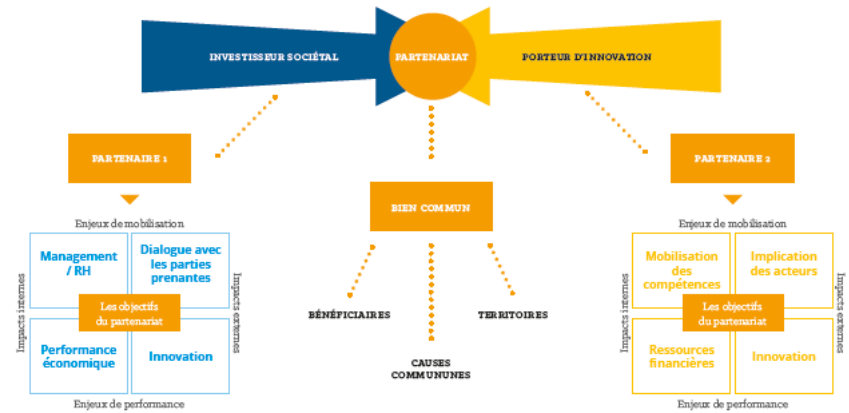 INVESTISSEUR SOCIÉTAL
PARTENARIAT
PORTEUR D'INNOVATION
PARTENAIRE 1
Enjeux de mobilisation
Impacts internes
Management
/ RH
Dialogue avec
les parties
prenantes
Impacts externes
Les objectifs
du partenariat
Performance
économique
Innovation
Enjeux de performance
BIEN COMMUN
BÉNÉFICIAIRES
CAUSES
COMMUNUNES
TERRITOIRES
PARTENAIRE 2
Enjeux de mobilisation
Impacts internes
Mobilisation
des
compétences
Implication
des acteurs
Impacts externes
Les objectifs
du partenariat
Ressources
financières
Innovation
Enjeux de performance